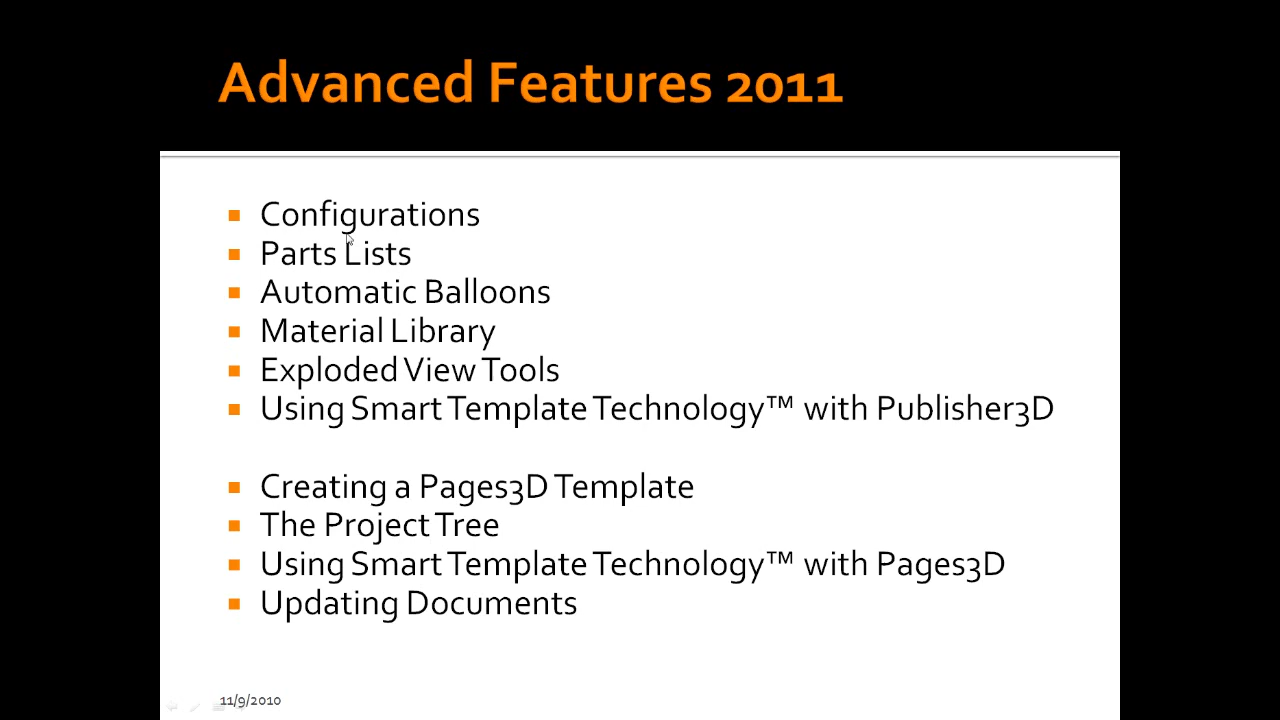 Advanced Features 2011
Configurations
Parts Lists
Automatic Balloons
Material Library
Exploded View Tools
Using Smart Template Technology™ with Publisher3D
Creating a Pages3D Template
The Project Tree
Using Smart Template Technology™ with Pages3D
Updating Documents
11/9/2010